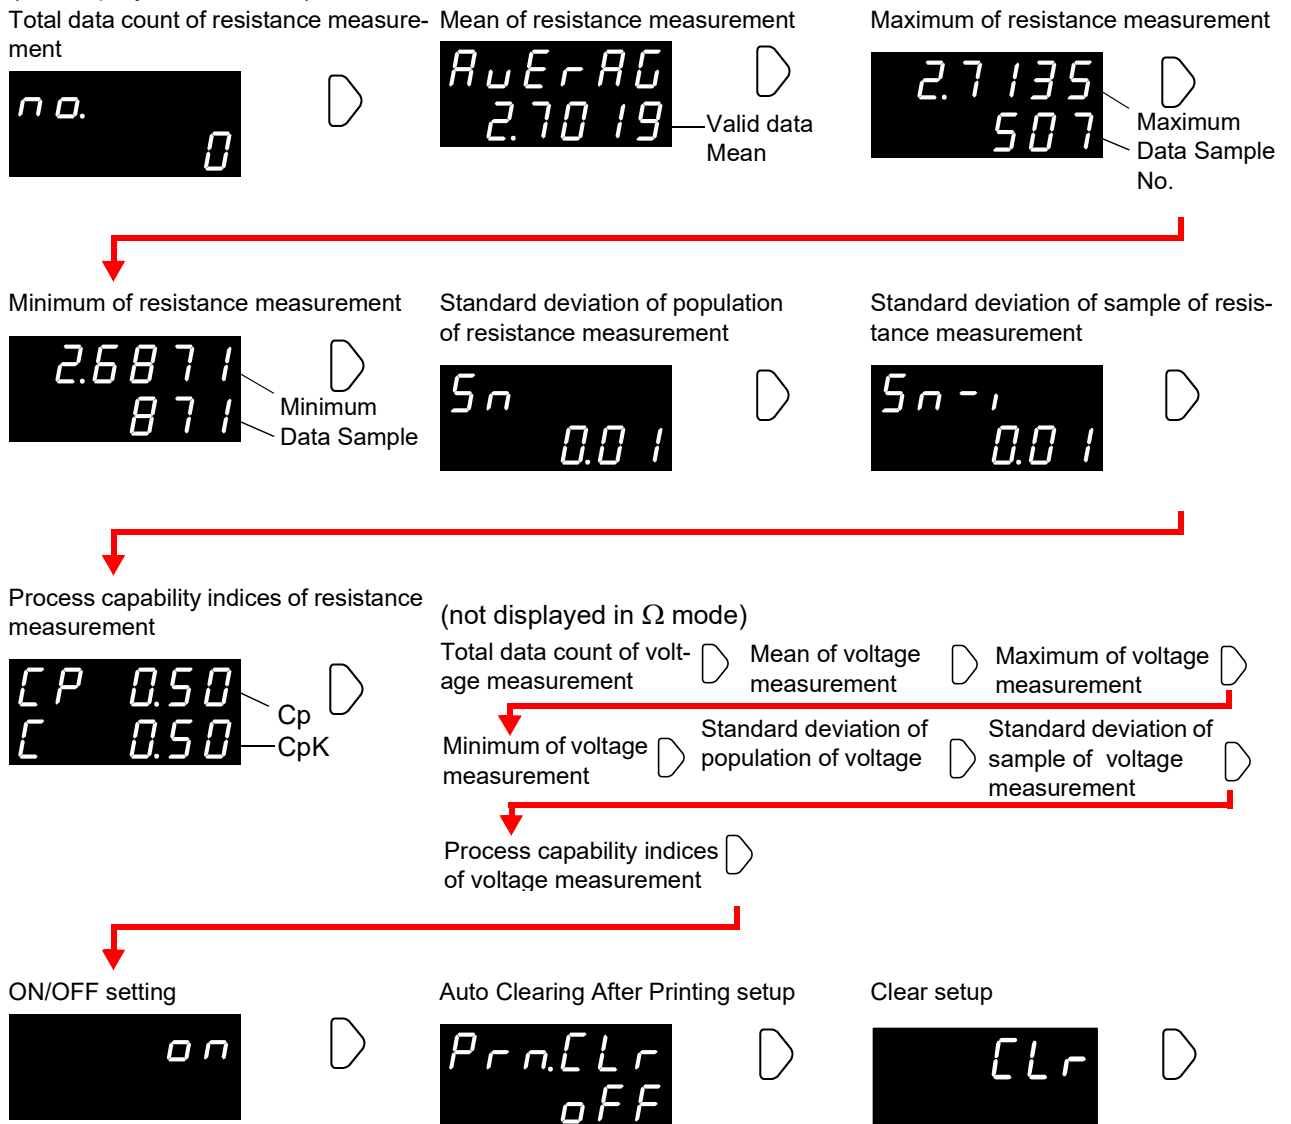 Total data count of resistance measure-
ment
no.
0
Mean of resistance measurement
AvErAG
2.7019
Valid data
Mean
Maximum of resistance measurement
2.7135
507
Maximum
Data Sample
No.
Minimum of resistance measurement
2.6871
871
Minimum
Data Sample
Standard deviation of population
of resistance measurement
Sn
0.01
Standard deviation of sample of resis-
tance measurement
Sn-1
0.01
Process capability indices of resistance
measurement
CP 0.50
C 0.50
Cp
CpK
(not displayed in Ω mode)
Total data count of volt-
age measurement
Mean of voltage
measurement
Maximum of voltage
measurement
Minimum of voltage
measurement
Standard deviation of
population of voltage
Standard deviation of
sample of voltage
measurement
Process capability indices
of voltage measurement
ON/OFF setting
on
Auto Clearing After Printing setup
Prn.CLr
oFF
Clear setup
CLr